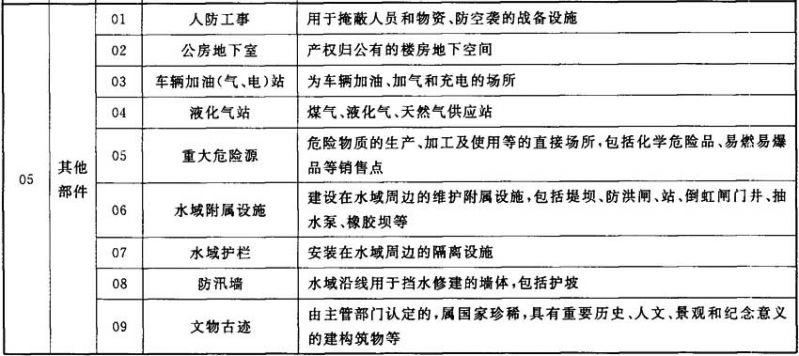 05 其他
部件
01 人防工事 用于掩蔽人员和物资、防空袭的战备设施
02 公房地下室 产权归公有的楼房地下空间
03 车辆加油(气、电)站 为车辆加油、加气和充电的场所
04 液化气站 煤气、液化气、天然气供应站
05 重大危险源 危险物质的生产、加工及使用等的直接场所,包括化学危险品、易燃易爆
品等销售点
06 水域附属设施 建设在水域周边的维护附属设施,包括堤坝、防洪闸、站、倒虹闸门井、抽
水泵、橡胶坝等
07 水域护栏 安装在水域周边的隔离设施
08 防汛墙 水域沿线用于挡水修建的墙体,包括护坡
09 文物古迹 由主管部门认定的,属国家珍稀,具有重要历史、人文、景观和纪念意义
的建构筑物等